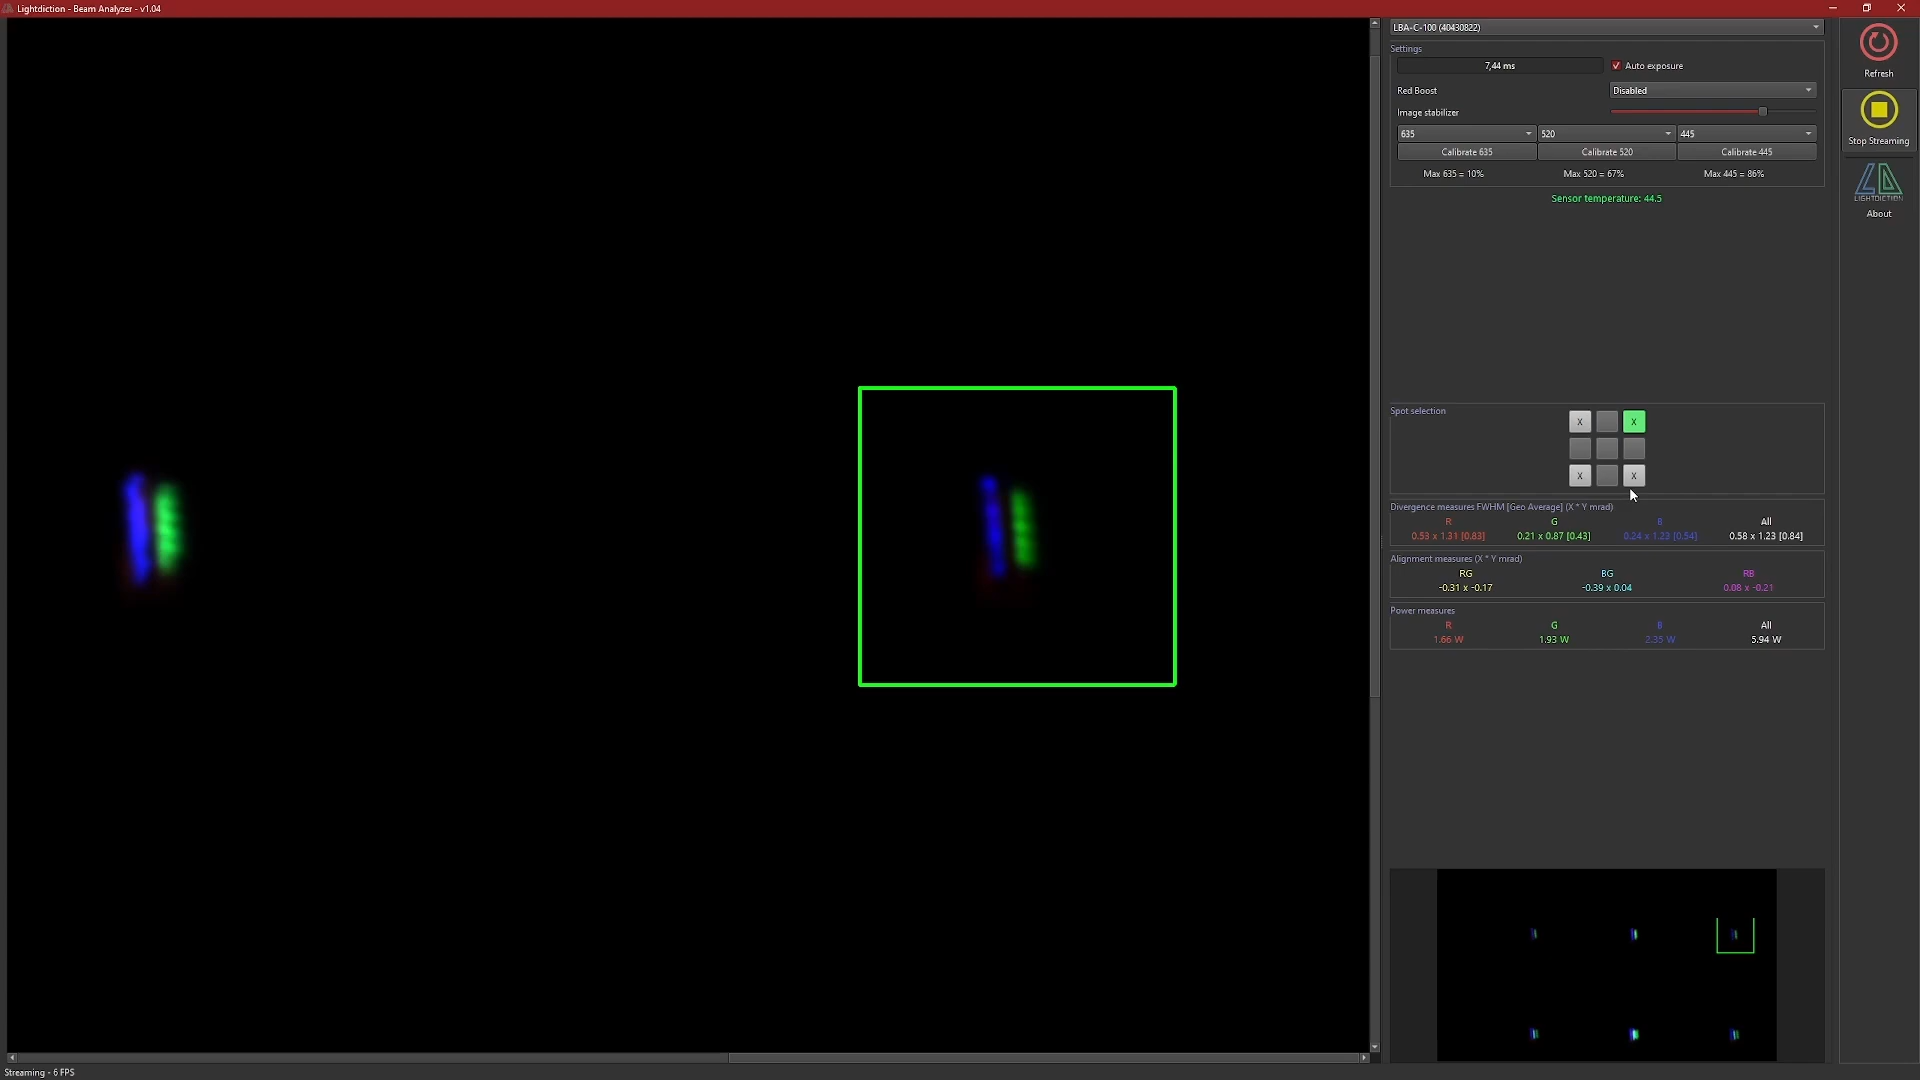 Lightdiction - Beam Analyzer - v1.04
LBA-C-100 (40430822)
Settings
7,44 ms
Auto exposure
Red Boost
Disabled
Image stabilizer
635 520 445
Calibrate 635 Calibrate 520 Calibrate 445
Max 635 = 10% Max 520 = 67% Max 445 = 86%
Sensor temperature: 44.5
Refresh
Stop Streaming
LIGHTDICTION
About
Spot selection
X X
X X
Divergence measures FWHM [Geo Average] (X * Y mrad)
R G B All
0.53 x 1.31 [0.83] 0.21 x 0.87 [0.43] 0.24 x 1.23 [0.54] 0.58 x 1.23 [0.84]
Alignment measures (X * Y mrad)
RG BG RB
-0.31 x -0.17 -0.39 x 0.04 0.08 x -0.21
Power measures
R G B All
1.66 W 1.93 W 2.35 W 5.94 W
Streaming - 6 FPS